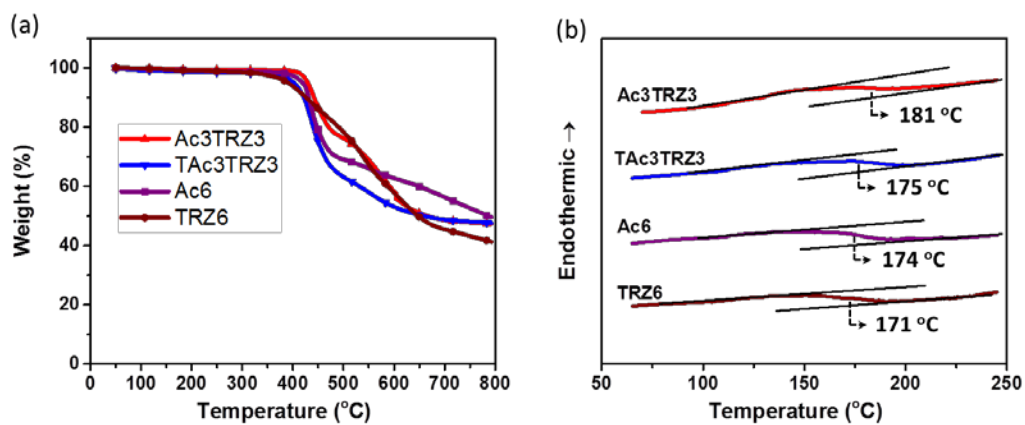 (a)
Weight (%)
100
80
60
40
20
0
Ac3TRZ3
TAc3TRZ3
Ac6
TRZ6
0 100 200 300 400 500 600 700 800
Temperature (°C)
(b)
Endothermic →
Ac3TRZ3
181 °C
TAc3TRZ3
175 °C
Ac6
174 °C
TRZ6
171 °C
50 100 150 200 250
Temperature (°C)